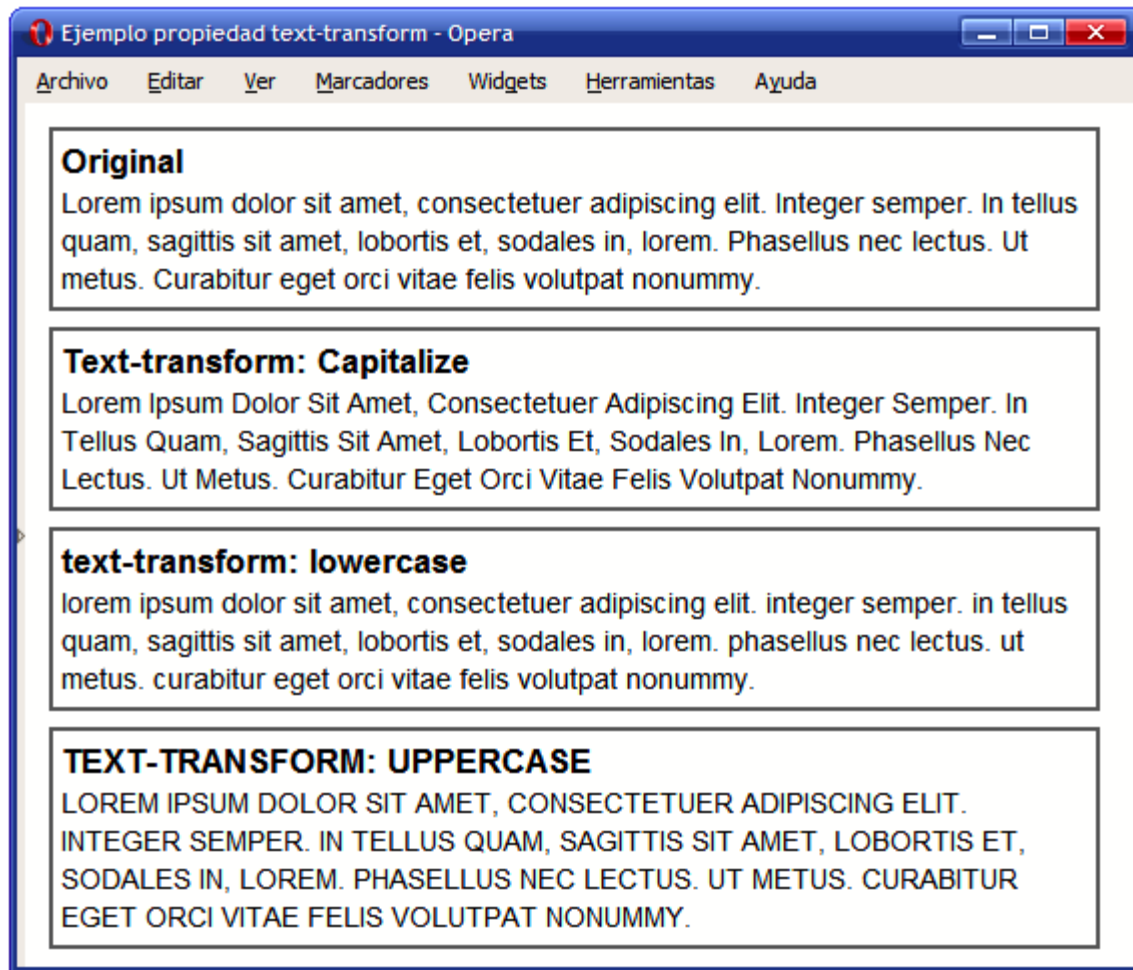 Ejemplo propiedad text-transform - Opera
Archivo Editar Ver Marcadores Widgets Herramientas Ayuda
Original
Lorem ipsum dolor sit amet, consectetuer adipiscing elit. Integer semper. In tellus
quam, sagittis sit amet, lobortis et, sodales in, lorem. Phasellus nec lectus. Ut
metus. Curabitur eget orci vitae felis volutpat nonummy.
Text-transform: Capitalize
Lorem Ipsum Dolor Sit Amet, Consectetuer Adipiscing Elit. Integer Semper. In
Tellus Quam, Sagittis Sit Amet, Lobortis Et, Sodales In, Lorem. Phasellus Nec
Lectus. Ut Metus. Curabitur Eget Orci Vitae Felis Volutpat Nonummy.
text-transform: lowercase
lorem ipsum dolor sit amet, consectetuer adipiscing elit. integer semper. in tellus
quam, sagittis sit amet, lobortis et, sodales in, lorem. phasellus nec lectus. ut
metus. curabitur eget orci vitae felis volutpat nonummy.
TEXT-TRANSFORM: UPPERCASE
LOREM IPSUM DOLOR SIT AMET, CONSECTETUER ADIPISCING ELIT.
INTEGER SEMPER. IN TELLUS QUAM, SAGITTIS SIT AMET, LOBORTIS ET,
SODALES IN, LOREM. PHASELLUS NEC LECTUS. UT METUS. CURABITUR
EGET ORCI VITAE FELIS VOLUTPAT NONUMMY.